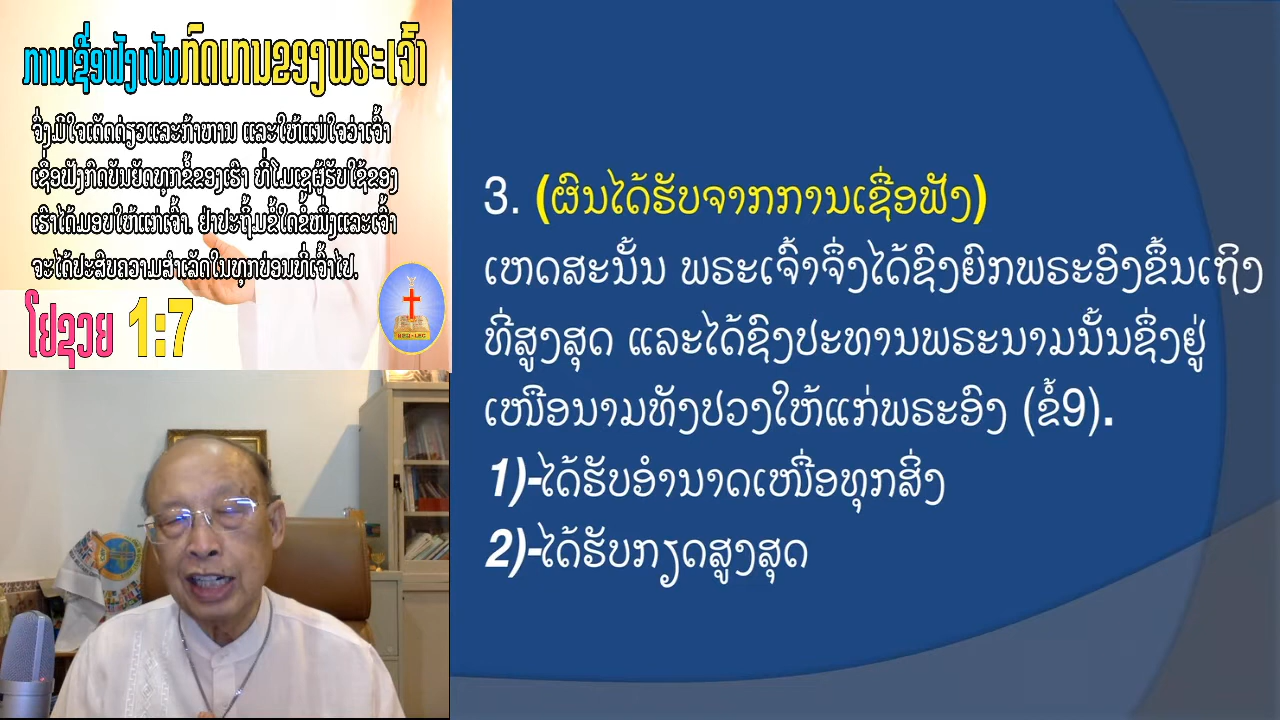 ການເຊື່ອຟັງເປັນກົດເກນຂອງພຣະເຈົ້າ
ຈົ່ງມີໃຈເດັດດ່ຽວແລະກ້າຫານ ແລະໃຫ້ແນ່ໃຈວ່າເຈົ້າ
ເຊື່ອຟັງກົດບັນຍັດທຸກຂໍ້ຂອງເຮົາ ທີ່ໂມເຊຜູ້ຮັບໃຊ້ຂອງ
ເຮົາໄດ້ມອບໃຫ້ແກ່ເຈົ້າ. ຢ່າປະຖິ້ມຂໍ້ໃດຂໍ້ໜຶ່ງແລະເຈົ້າ
ຈະໄດ້ປະສົບຄວາມສຳເລັດໃນທຸກບ່ອນທີ່ເຈົ້າໄປ.
ໂຢຊວຍ 1:7
3. (ຜົນໄດ້ຮັບຈາກການເຊື່ອຟັງ)
ເຫດສະນັ້ນ ພຣະເຈົ້າຈຶ່ງໄດ້ຊົງຍົກພຣະອົງຂຶ້ນເຖິງ
ທີ່ສູງສຸດ ແລະໄດ້ຊົງປະທານພຣະນາມນັ້ນຊຶ່ງຢູ່
ເໜືອນາມທັງປວງໃຫ້ແກ່ພຣະອົງ (ຂໍ້9).
1)-ໄດ້ຮັບອໍານາດເໜື່ອທຸກສິ່ງ
2)-ໄດ້ຮັບກຽດສູງສຸດ